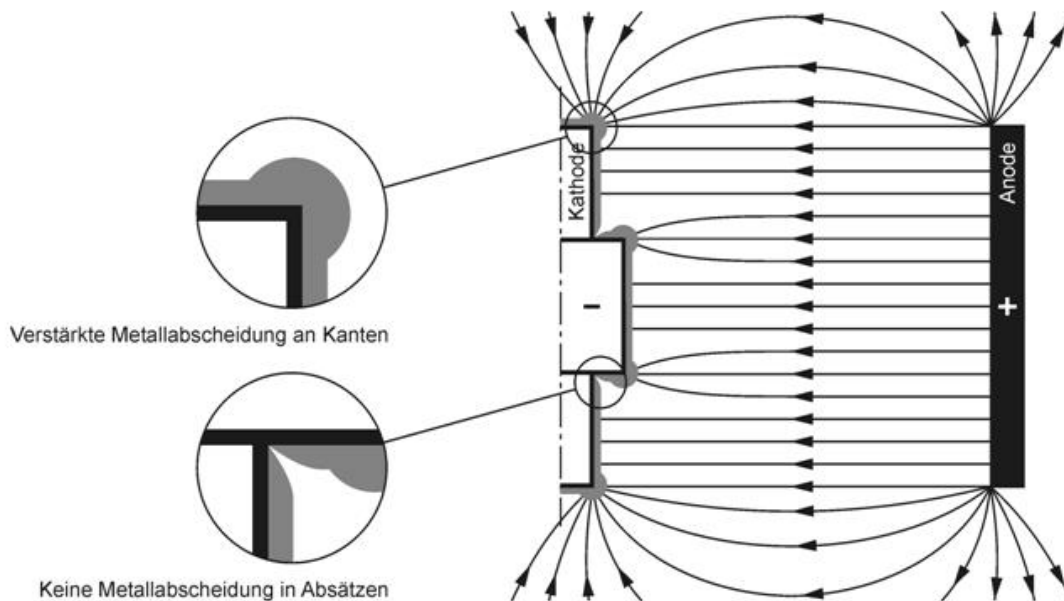 Kathode
Anode
–
+
Verstärkte Metallabscheidung an Kanten
Keine Metallabscheidung in Absätzen